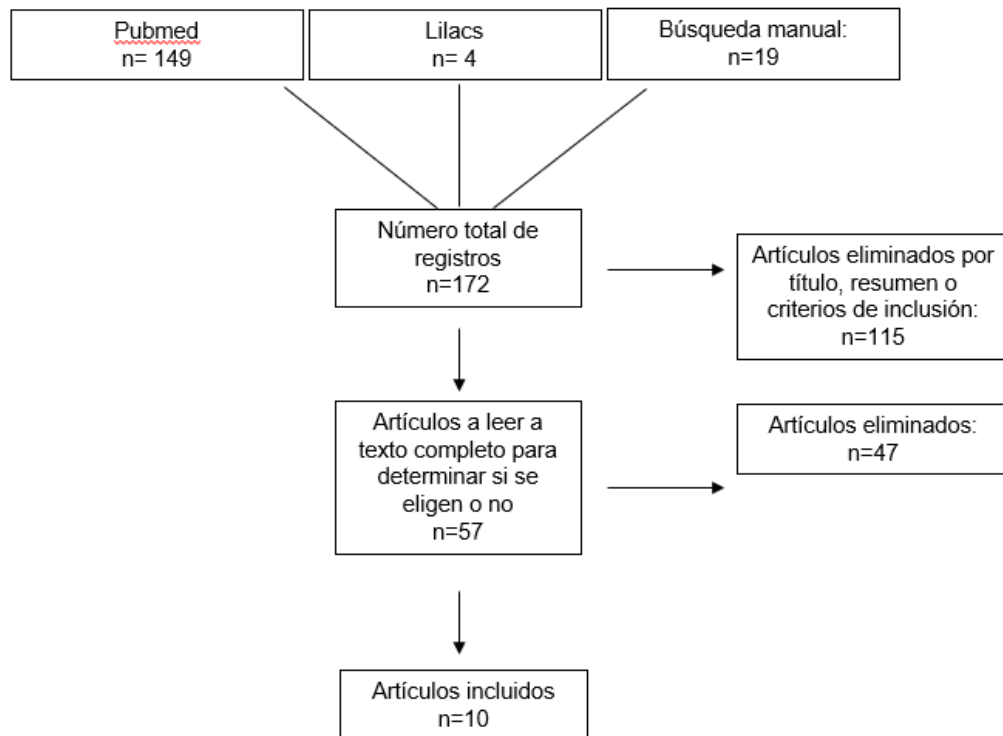 Pubmed
n= 149
Lilacs
n= 4
Búsqueda manual:
n=19
Número total de
registros
n=172
Artículos eliminados por
título, resumen o
criterios de inclusión:
n=115
Artículos a leer a
texto completo para
determinar si se
eligen o no
n=57
Artículos eliminados:
n=47
Artículos incluidos
n=10